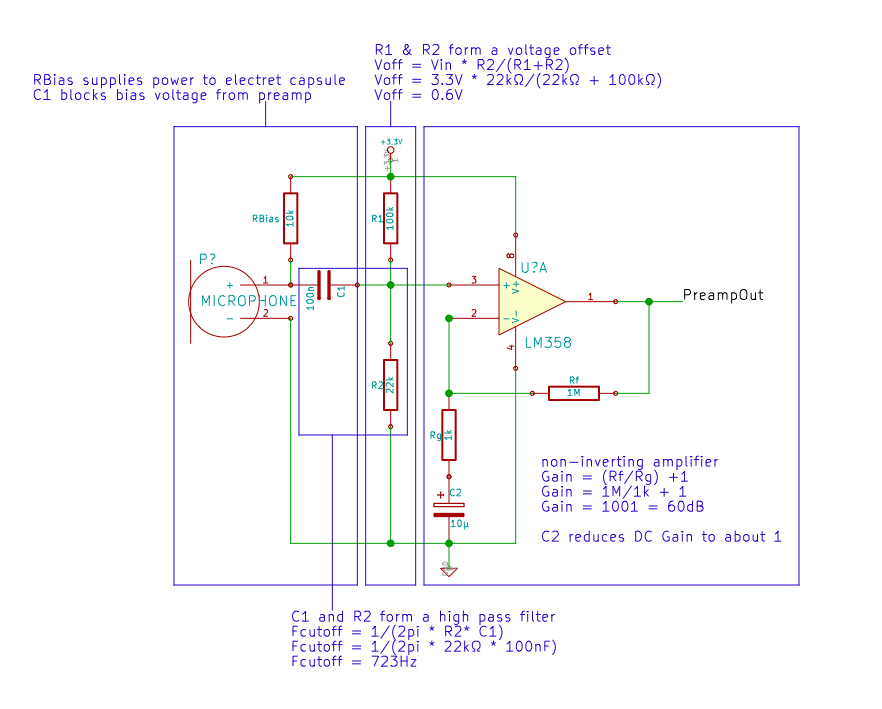 R1 & R2 form a voltage offset
Voff = Vin * R2/(R1+R2)
Voff = 3.3V * 22kΩ/(22kΩ + 100kΩ)
Voff = 0.6V
RBias supplies power to electret capsule
C1 blocks bias voltage from preamp
+3.3V
RBias
10k
R1
100k
P?
+
1
MICROPHONE
-
2
100n
C1
U?A
8
3
+
V+
2
-
V-
4
1
LM358
PreampOut
R2
22k
Rf
1M
Rg
1k
+
C2
10µ
non-inverting amplifier
Gain = (Rf/Rg) +1
Gain = 1M/1k + 1
Gain = 1001 = 60dB
C2 reduces DC Gain to about 1
C1 and R2 form a high pass filter
Fcutoff = 1/(2pi * R2* C1)
Fcutoff = 1/(2pi * 22kΩ * 100nF)
Fcutoff = 723Hz